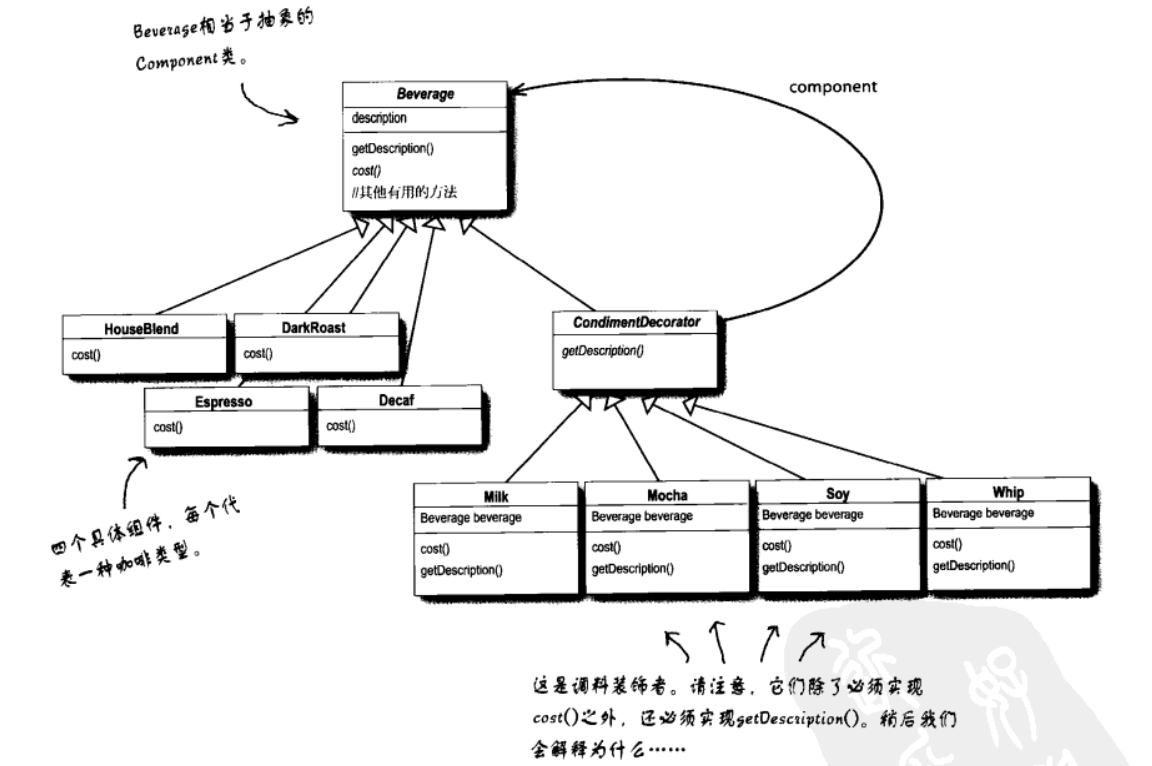 Beverage相当于抽象的
Component类。
component
Beverage
description
getDescription()
cost()
//其他有用的方法
HouseBlend
cost()
DarkRoast
cost()
CondimentDecorator
getDescription()
Espresso
cost()
Decaf
cost()
四个具体组件，每个代
表一种咖啡类型。
Milk
Beverage beverage
cost()
getDescription()
Mocha
Beverage beverage
cost()
getDescription()
Soy
Beverage beverage
cost()
getDescription()
Whip
Beverage beverage
cost()
getDescription()
这是调料装饰者。请注意，它们除了必须实现
cost()之外，还必须实现getDescription()。稍后我们
会解释为什么……